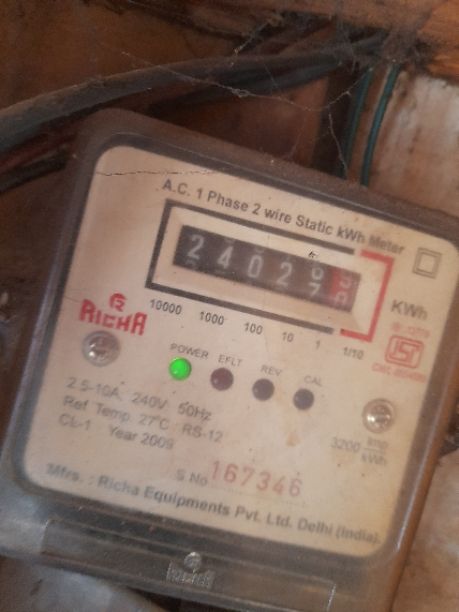 A.C. 1 Phase 2 wire Static kWh Meter
2 4 0 2
KWh
RICHA
10000 1000 100 10 1 1/10
POWER EFLT REV CAL
2.5-10A, 240V, 50Hz
Ref. Temp. 27°C RS-12
CL-1 Year 2009
3200 imp/kWh
S.No. 167346
Mfrs. : Richa Equipments Pvt. Ltd. Delhi (India).